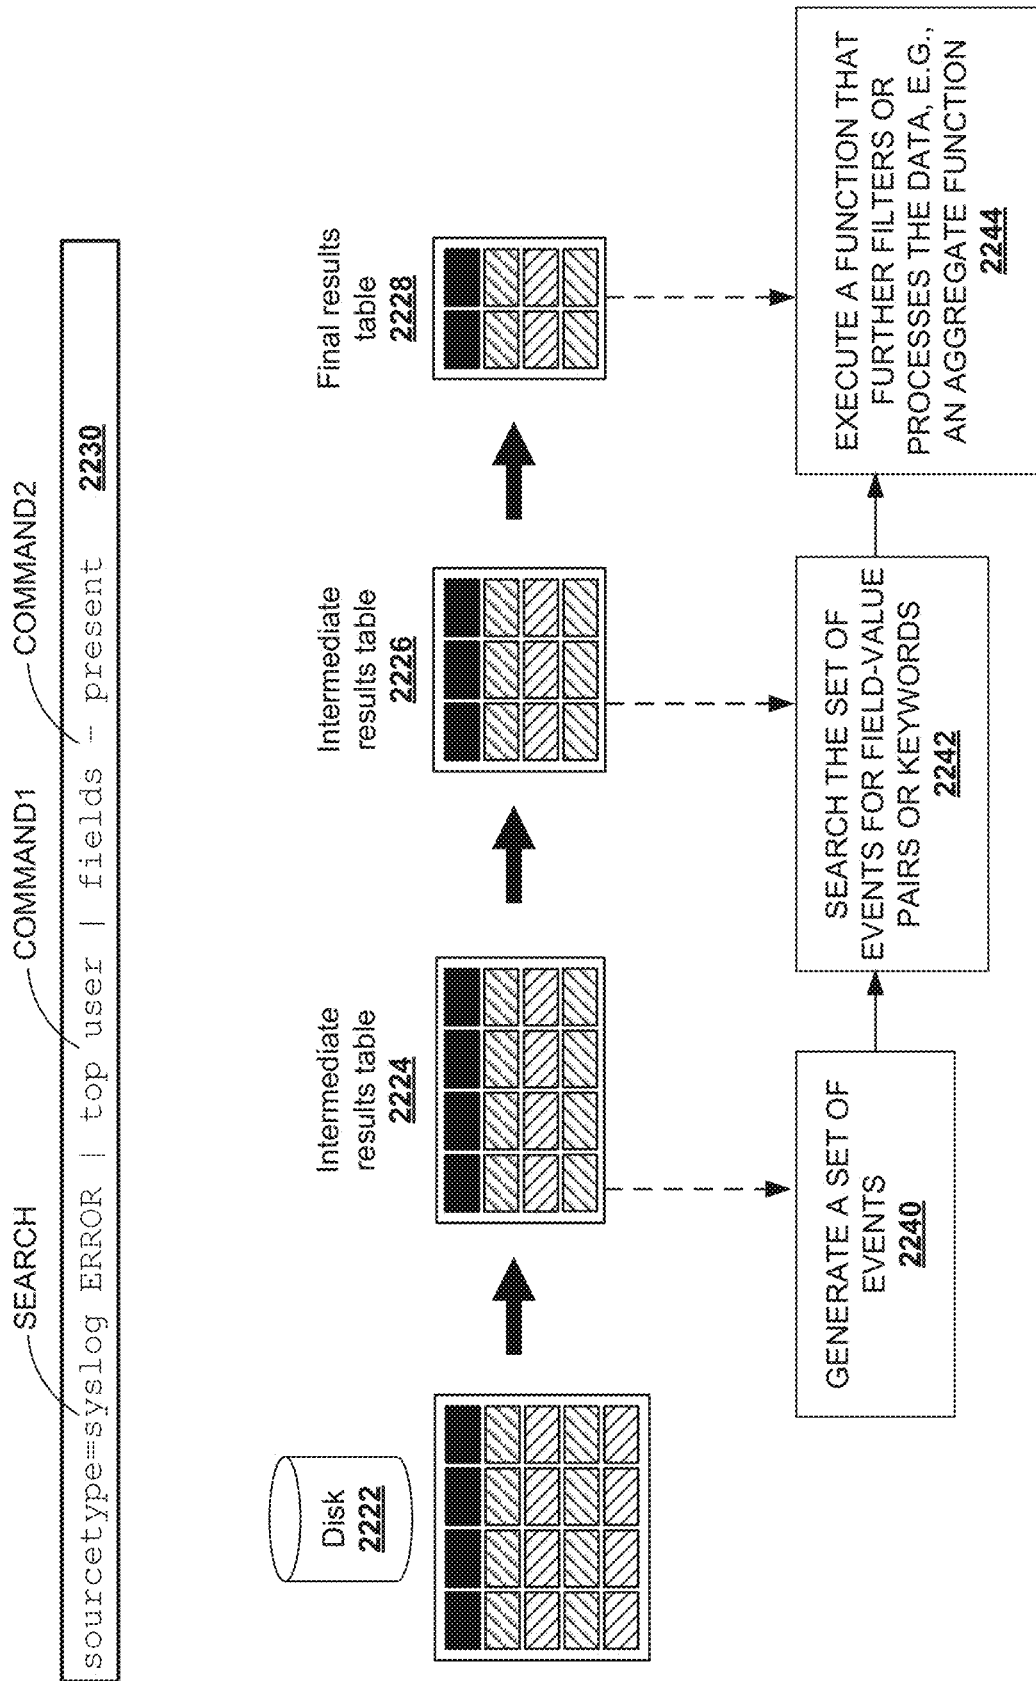 SEARCH
COMMAND1
COMMAND2
sourcetype=syslog ERROR | top user | fields – present 2230
Disk
2222
Intermediate
results table
2224
Intermediate
results table
2226
Final results
table
2228
GENERATE A SET OF
EVENTS
2240
SEARCH THE SET OF
EVENTS FOR FIELD-VALUE
PAIRS OR KEYWORDS
2242
EXECUTE A FUNCTION THAT
FURTHER FILTERS OR
PROCESSES THE DATA, E.G.,
AN AGGREGATE FUNCTION
2244